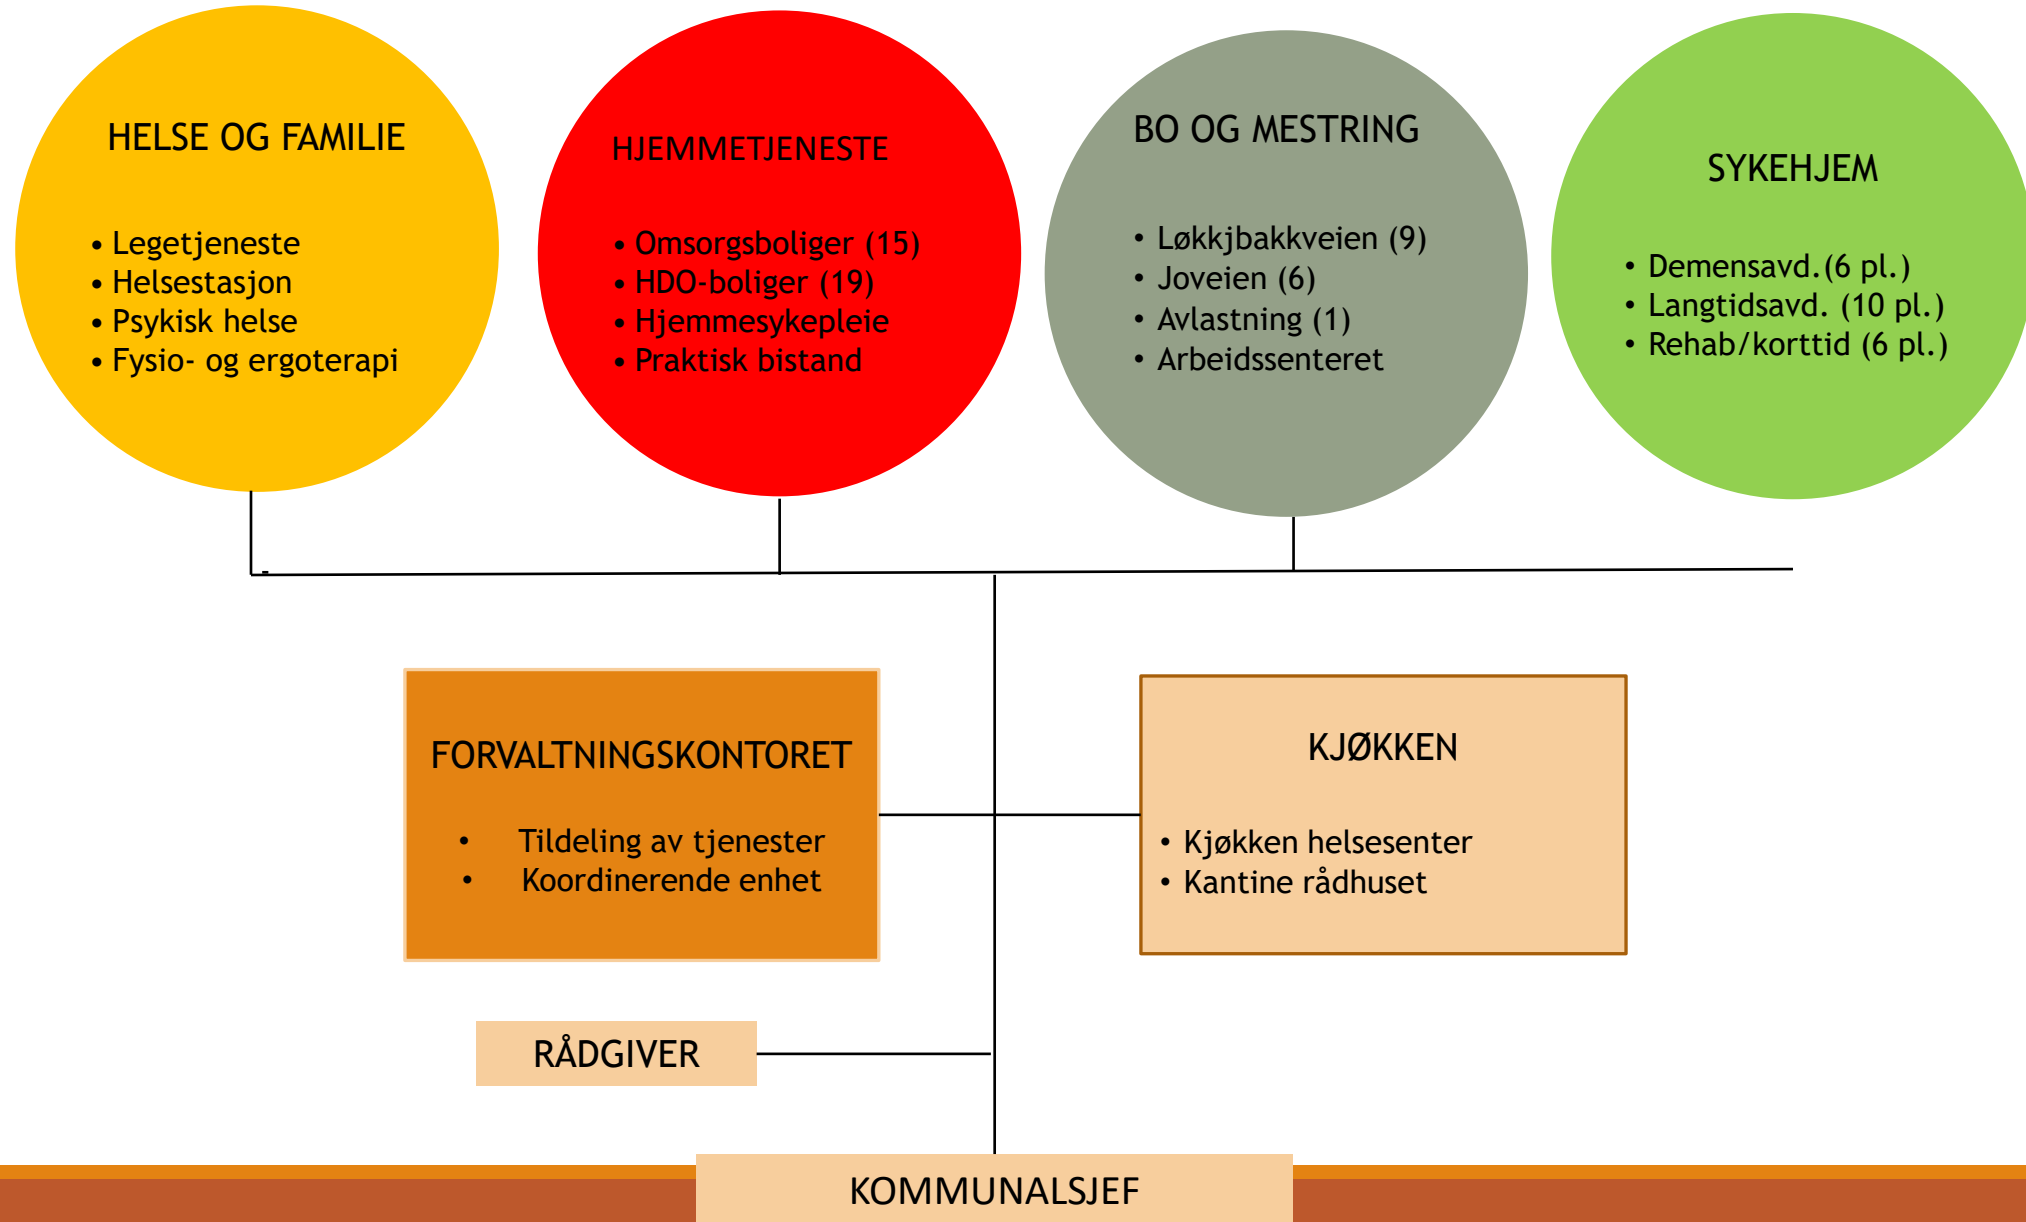 HELSE OG FAMILIE
• Legetjeneste
• Helsestasjon
• Psykisk helse
• Fysio- og ergoterapi
HJEMMETJENESTE
• Omsorgsboliger (15)
• HDO-boliger (19)
• Hjemmesykepleie
• Praktisk bistand
BO OG MESTRING
• Løkkjbakkveien (9)
• Joveien (6)
• Avlastning (1)
• Arbeidssenteret
SYKEHJEM
• Demensavd.(6 pl.)
• Langtidsavd. (10 pl.)
• Rehab/korttid (6 pl.)
-
FORVALTNINGSKONTORET
• Tildeling av tjenester
• Koordinerende enhet
KJØKKEN
• Kjøkken helsesenter
• Kantine rådhuset
RÅDGIVER
KOMMUNALSJEF